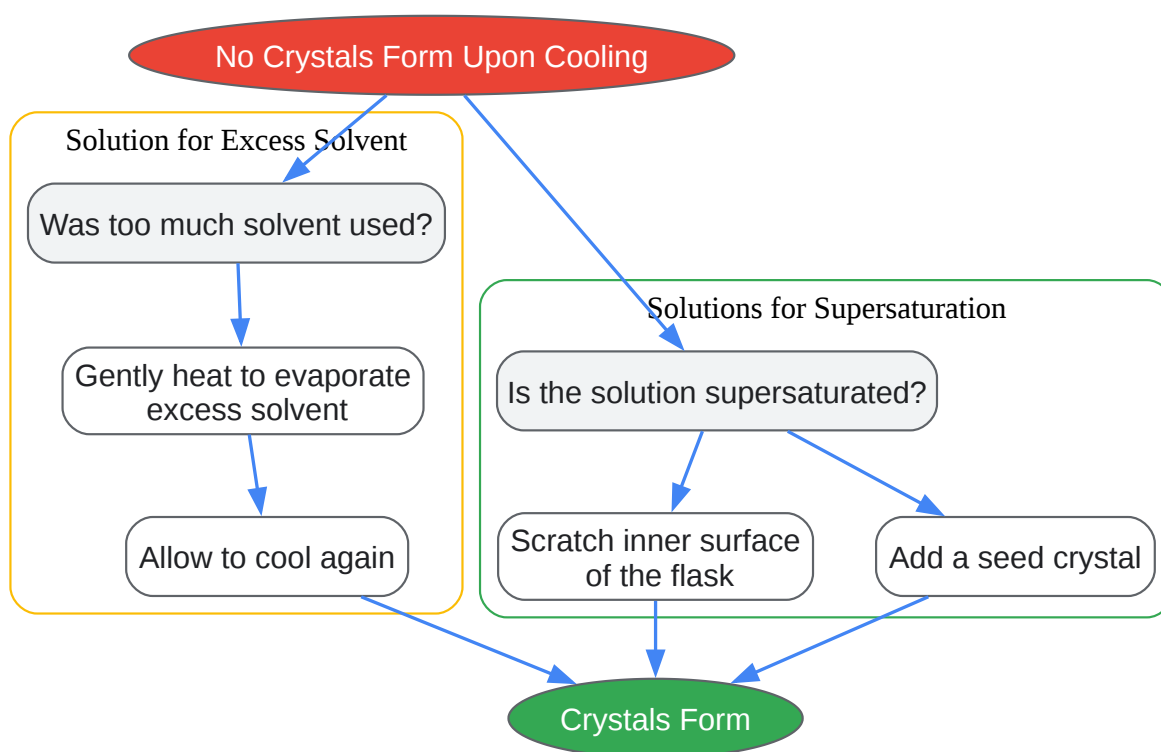 No Crystals Form Upon Cooling
Solution for Excess Solvent
Was too much solvent used?
Gently heat to evaporate
excess solvent
Allow to cool again
Solutions for Supersaturation
Is the solution supersaturated?
Scratch inner surface
of the flask
Add a seed crystal
Crystals Form